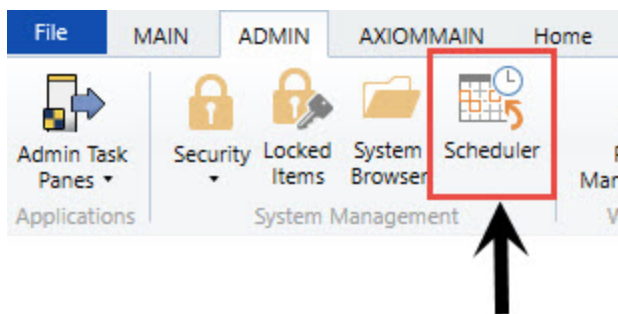 File MAIN ADMIN AXIOMMAIN Home
Admin Task Panes
Security
Locked Items
System Browser
Scheduler
Applications
System Management